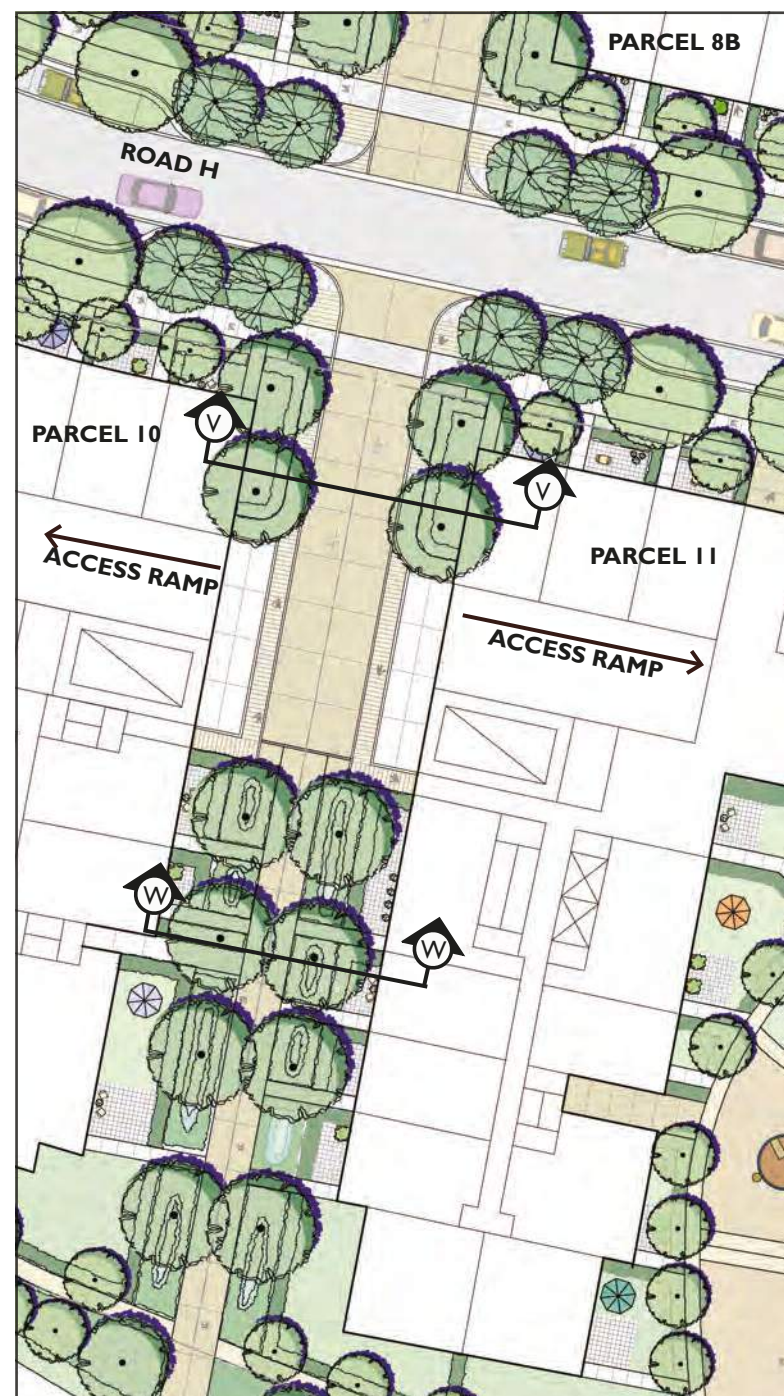 PARCEL 8B
ROAD H
PARCEL 10
V
V
PARCEL 11
ACCESS RAMP
ACCESS RAMP
W
W